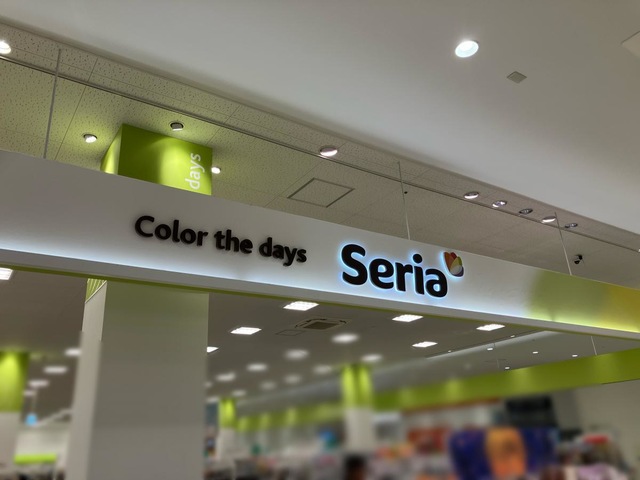 days
Color the days
Seria